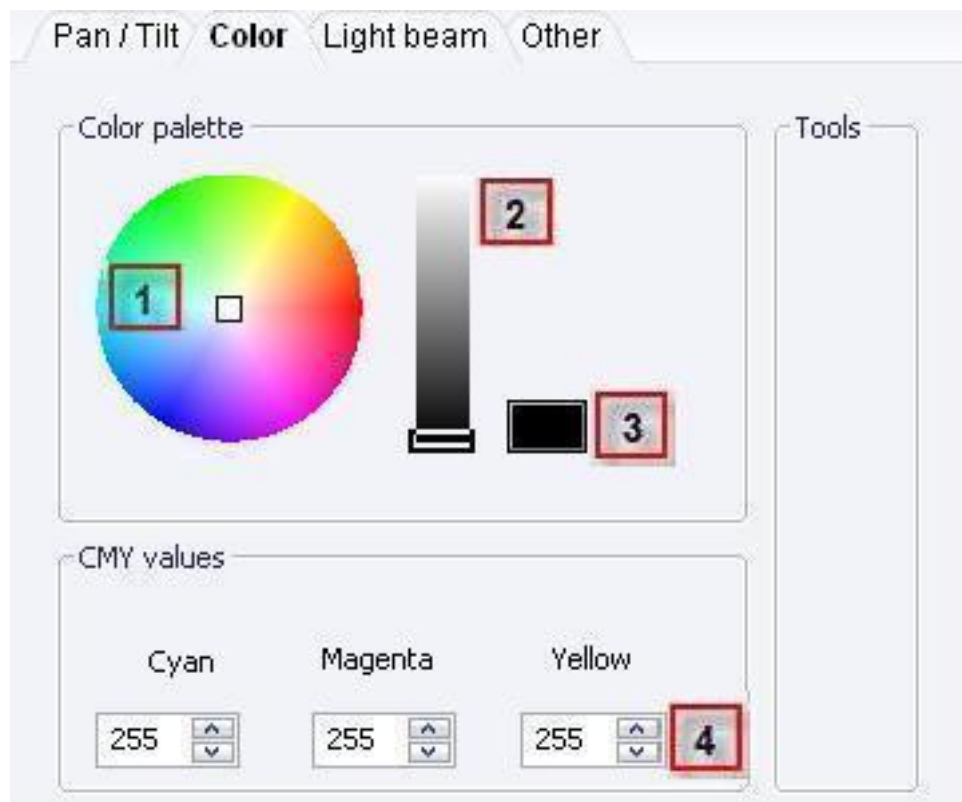 Pan / Tilt Color Light beam Other
Color palette
Tools
1
2
3
CMY values
Cyan Magenta Yellow
255 255 255 4